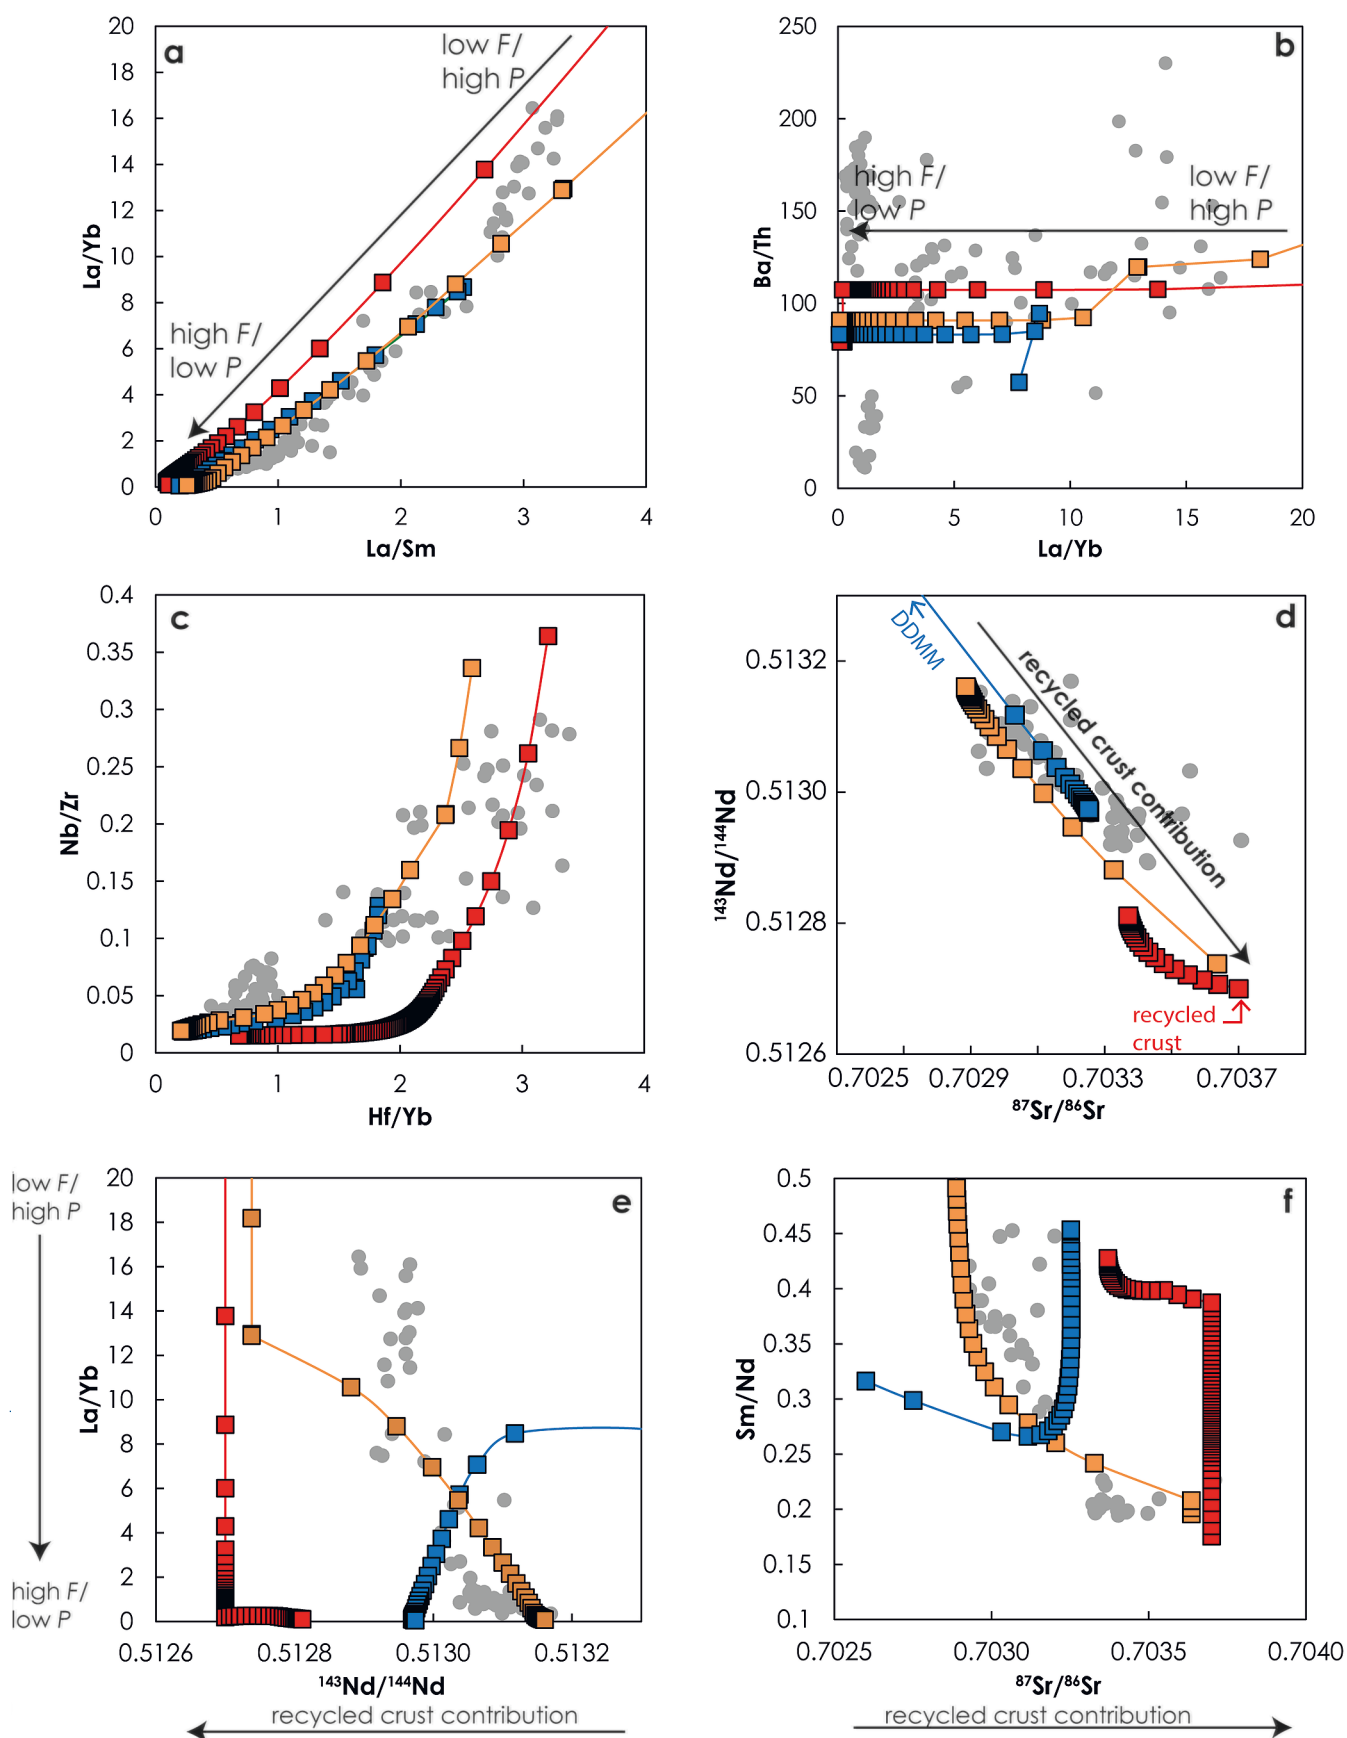 a
20
18
16
14
12
10
8
6
4
2
0
La/Yb
low F/
high P
high F/
low P
0
1
2
3
4
La/Sm
b
250
200
150
100
50
0
Ba/Th
high F/
low P
low F/
high P
0
5
10
15
20
La/Yb
c
0.4
0.35
0.3
0.25
0.2
0.15
0.1
0.05
0
Nb/Zr
0
1
2
3
4
Hf/Yb
d
0.5132
0.5130
0.5128
0.5126
¹⁴³Nd/¹⁴⁴Nd
DDMM
recycled crust contribution
recycled
crust
0.7025
0.7029
0.7033
0.7037
⁸⁷Sr/⁸⁶Sr
low F/
high P
high F/
low P
e
20
18
16
14
12
10
8
6
4
2
0
La/Yb
0.5126
0.5128
0.5130
0.5132
¹⁴³Nd/¹⁴⁴Nd
recycled crust contribution
f
0.5
0.45
0.4
0.35
0.3
0.25
0.2
0.15
0.1
Sm/Nd
0.7025
0.7030
0.7035
0.7040
⁸⁷Sr/⁸⁶Sr
recycled crust contribution